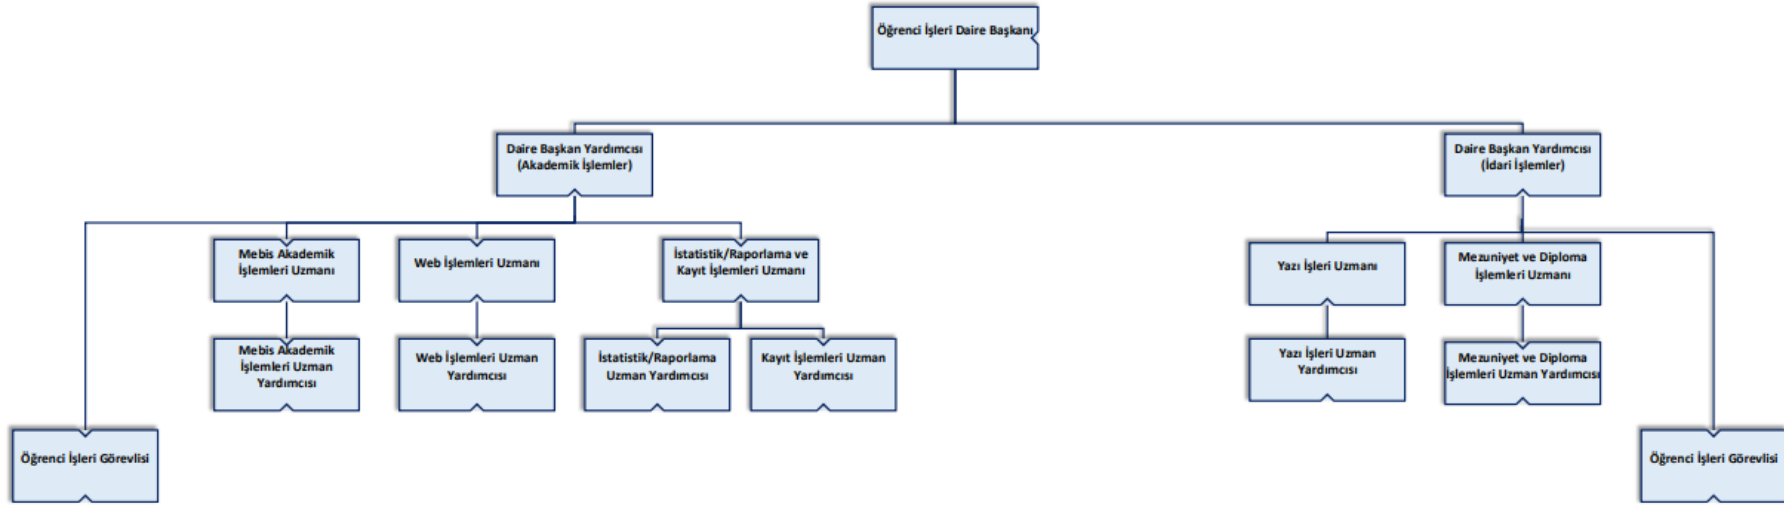 Öğrenci İşleri Daire Başkanı
Daire Başkan Yardımcısı
(Akademik İşlemler)
Daire Başkan Yardımcısı
(İdari İşlemler)
Mebis Akademik
İşlemleri Uzmanı
Web İşlemleri Uzmanı
İstatistik/Raporlama ve
Kayıt İşlemleri Uzmanı
Yazı İşleri Uzmanı
Mezuniyet ve Diploma
İşlemleri Uzmanı
Mebis Akademik
İşlemleri Uzman
Yardımcısı
Web İşlemleri Uzman
Yardımcısı
İstatistik/Raporlama
Uzman Yardımcısı
Kayıt İşlemleri Uzman
Yardımcısı
Yazı İşleri Uzman
Yardımcısı
Mezuniyet ve Diploma
İşlemleri Uzman Yardımcısı
Öğrenci İşleri Görevlisi
Öğrenci İşleri Görevlisi